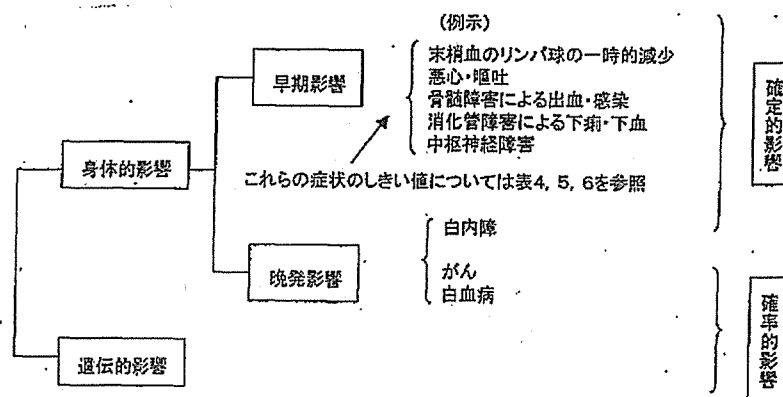 (例示)
末梢血のリンパ球の一時的減少
悪心・嘔吐
骨髄障害による出血・感染
消化管障害による下痢・下血
中枢神経障害
早期影響
確定的影響
身体的影響
これらの症状のしきい値については表4, 5, 6を参照
白内障
がん
白血病
晩発影響
確率的影響
遺伝的影響